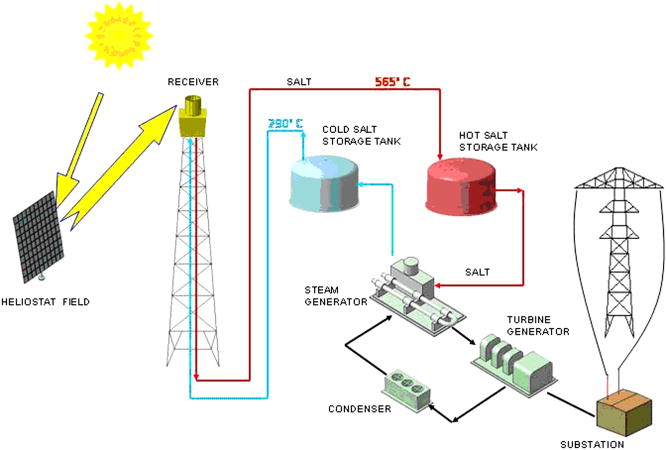 RECEIVER
SALT
565° C
290° C
COLD SALT
STORAGE TANK
HOT SALT
STORAGE TANK
SALT
HELIOSTAT FIELD
STEAM
GENERATOR
TURBINE
GENERATOR
CONDENSER
SUBSTATION